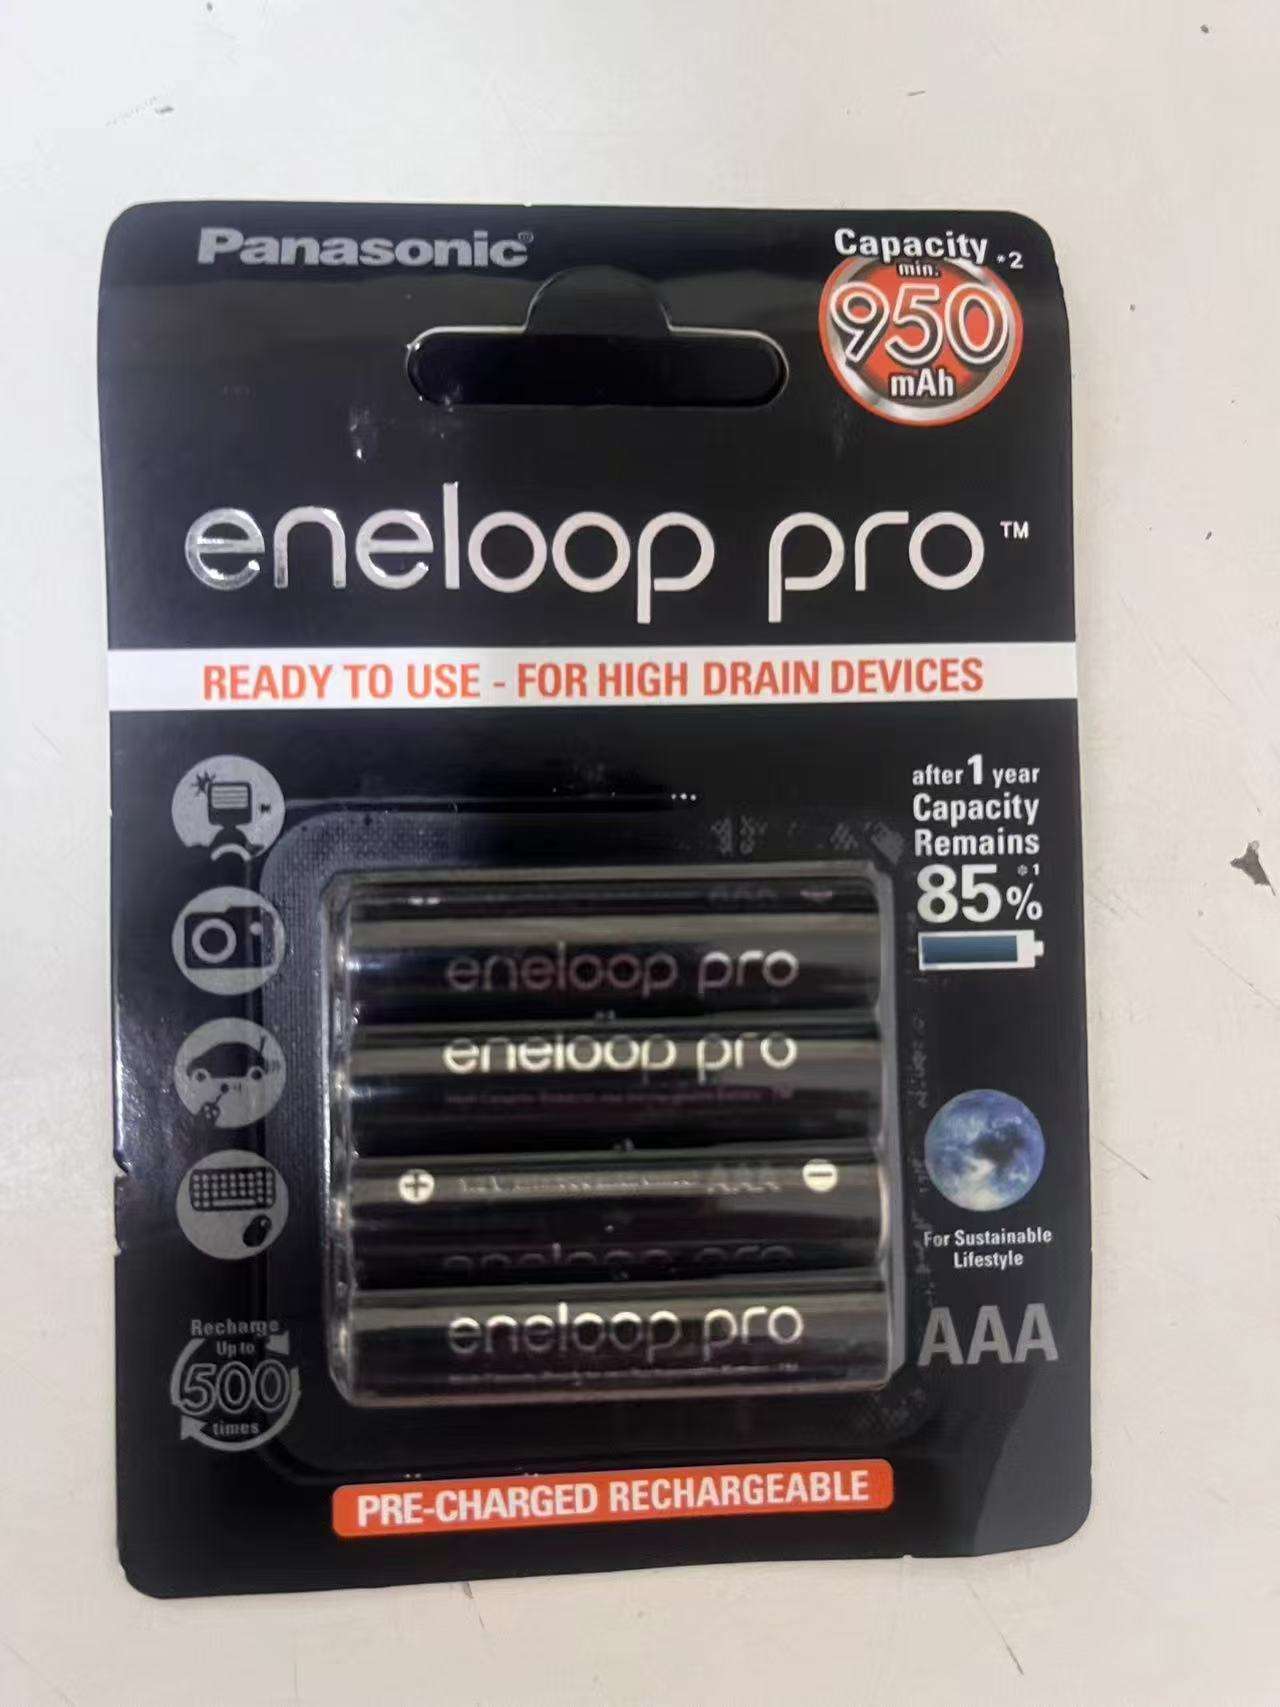 Panasonic®
Capacity *2
min.
950
mAh
eneloop pro™
READY TO USE - FOR HIGH DRAIN DEVICES
after 1 year
Capacity
Remains
85%*1
eneloop pro
eneloop pro
+ AAA −
eneloop pro
eneloop pro
For Sustainable
Lifestyle
AAA
Recharge
Up to
500
times
PRE-CHARGED RECHARGEABLE